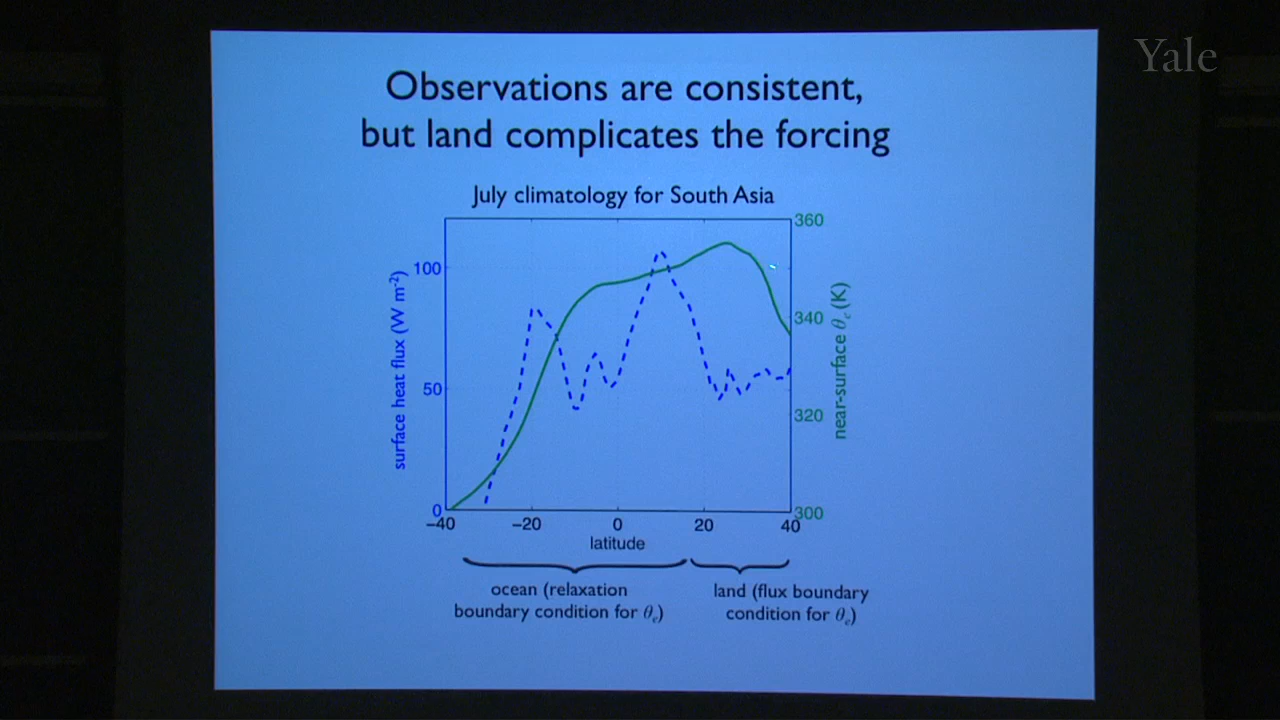 Yale
Observations are consistent,
but land complicates the forcing
July climatology for South Asia
surface heat flux (W m⁻²)
100
50
0
360
340
320
300
near-surface θₑ (K)
−40
−20
0
20
40
latitude
ocean (relaxation
boundary condition for θₑ)
land (flux boundary
condition for θₑ)